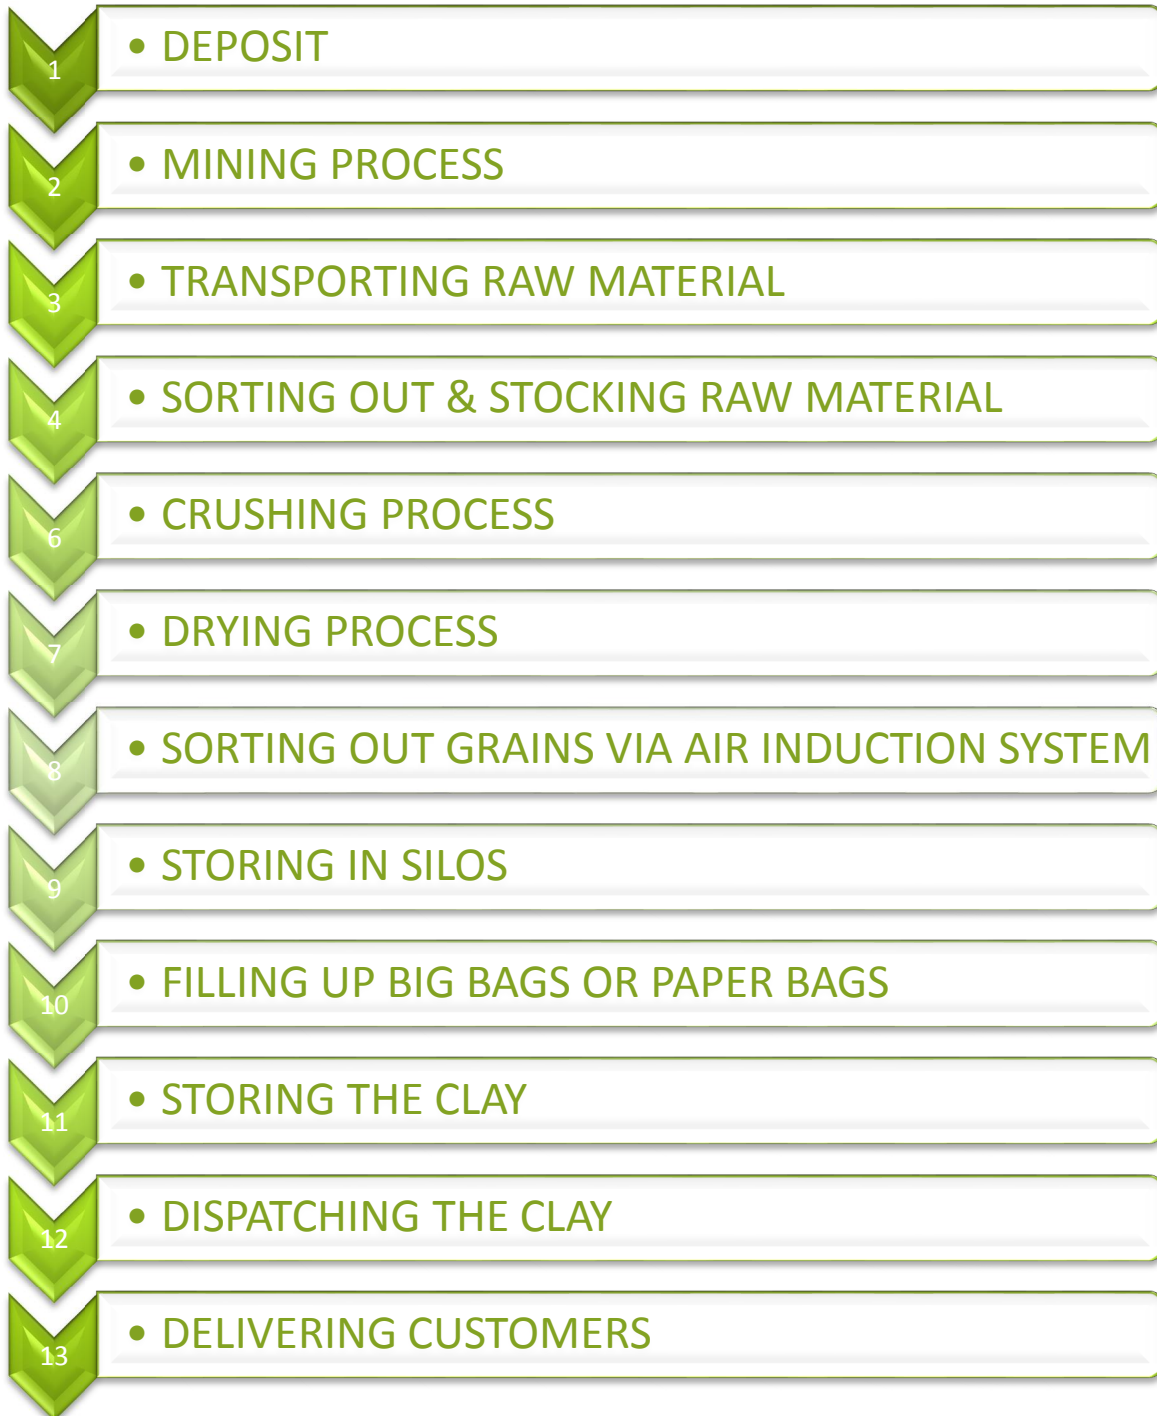 1
• DEPOSIT
2
• MINING PROCESS
3
• TRANSPORTING RAW MATERIAL
4
• SORTING OUT & STOCKING RAW MATERIAL
6
• CRUSHING PROCESS
7
• DRYING PROCESS
8
• SORTING OUT GRAINS VIA AIR INDUCTION SYSTEM
9
• STORING IN SILOS
10
• FILLING UP BIG BAGS OR PAPER BAGS
11
• STORING THE CLAY
12
• DISPATCHING THE CLAY
13
• DELIVERING CUSTOMERS